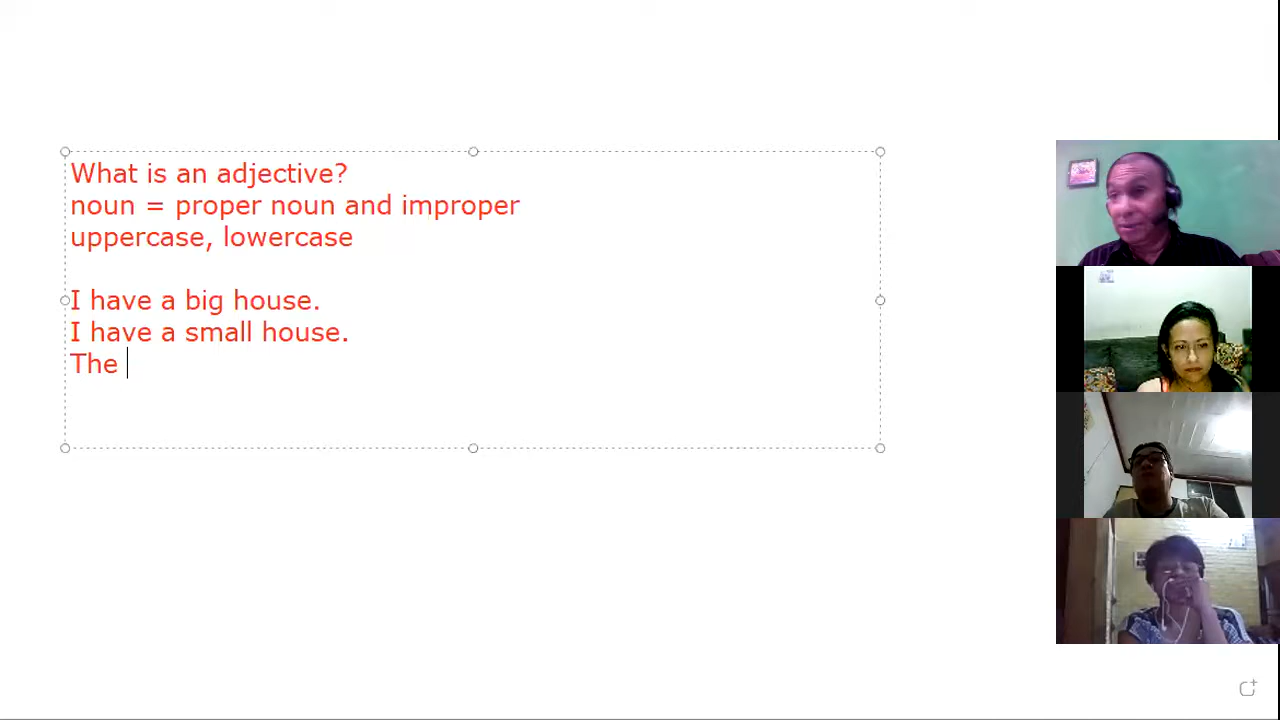 What is an adjective?
noun = proper noun and improper
uppercase, lowercase
I have a big house.
I have a small house.
The